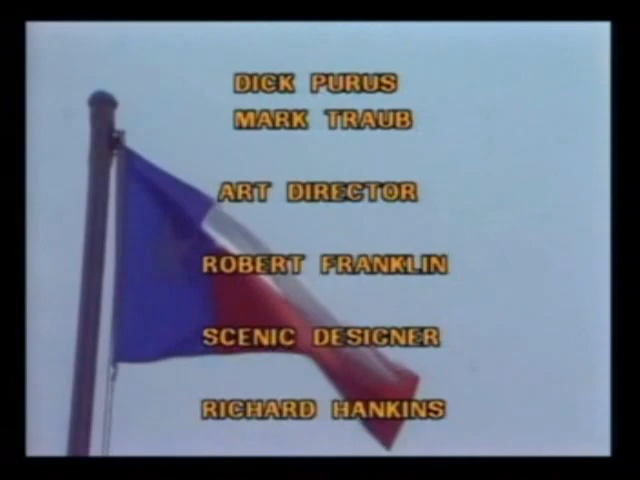 DICK PURUS
MARK TRAUB
ART DIRECTOR
ROBERT FRANKLIN
SCENIC DESIGNER
RICHARD HANKINS